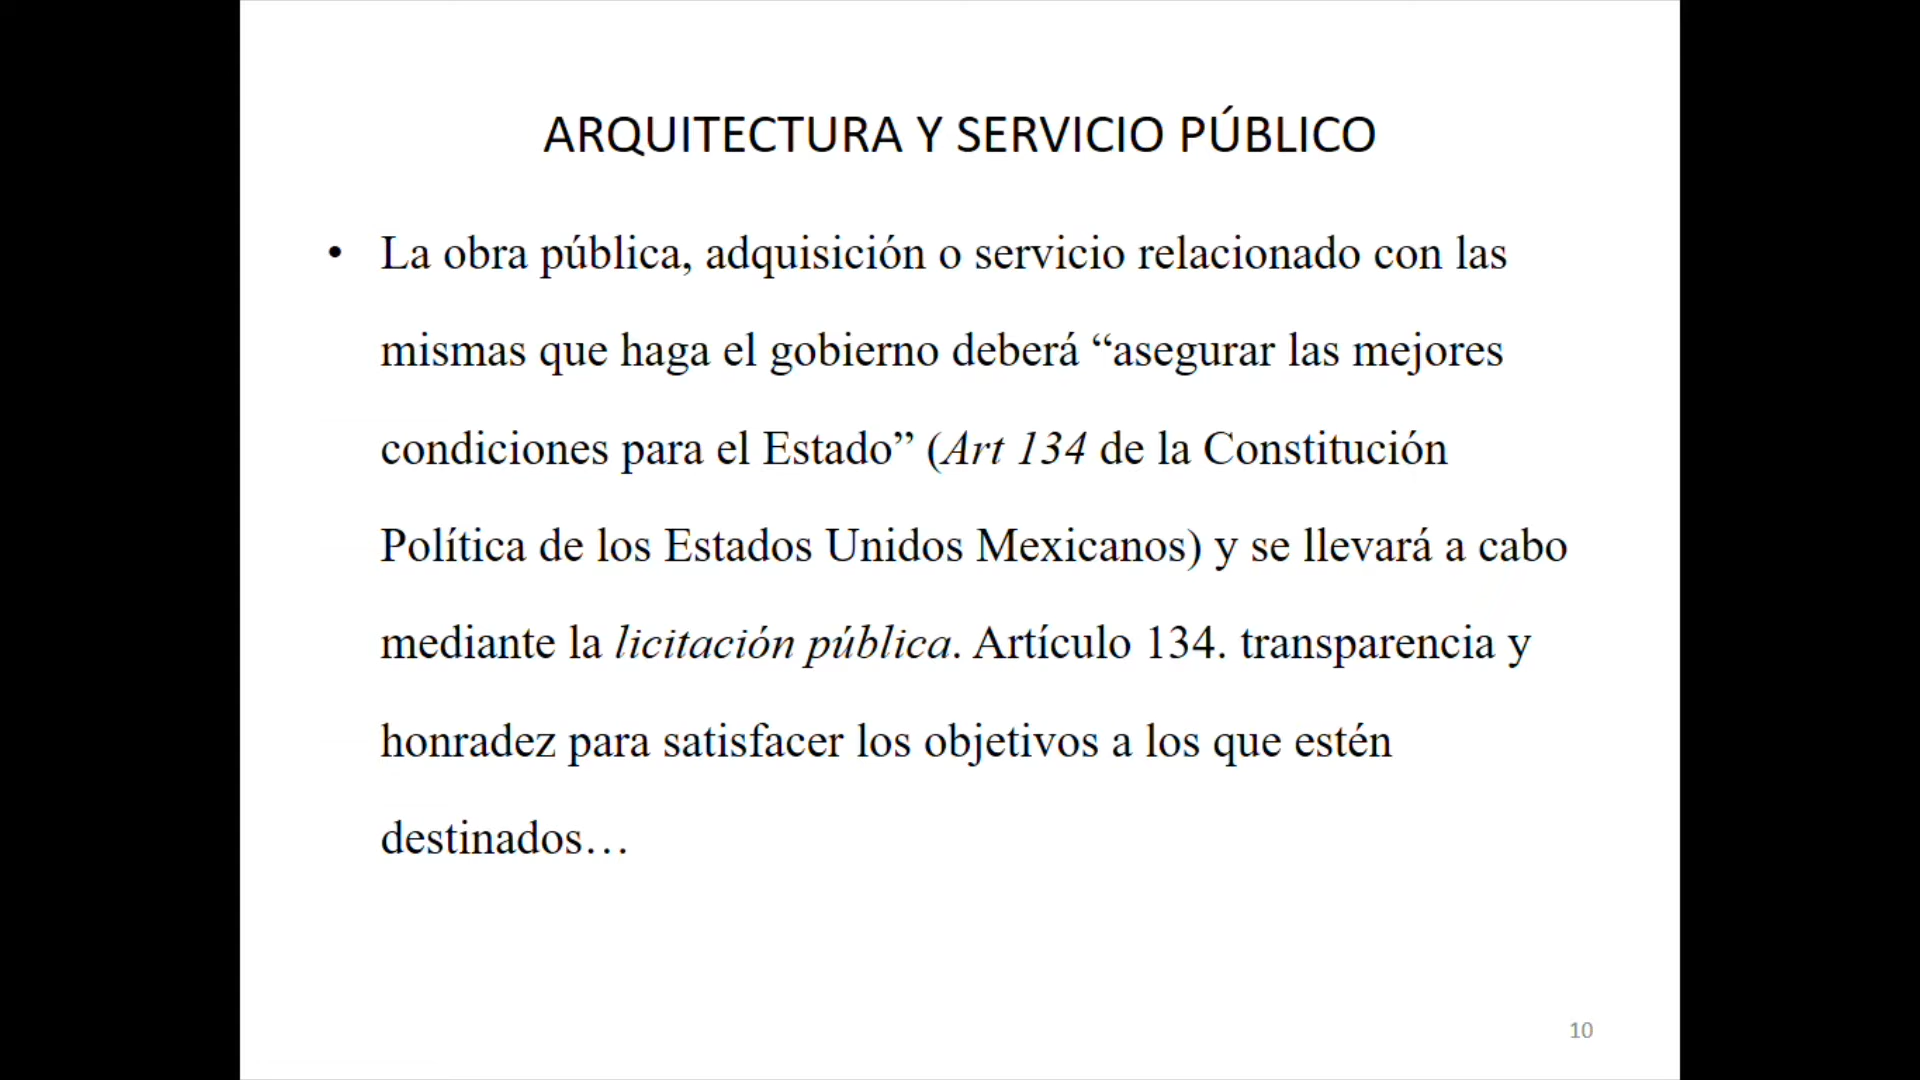 ARQUITECTURA Y SERVICIO PÚBLICO
• La obra pública, adquisición o servicio relacionado con las
mismas que haga el gobierno deberá “asegurar las mejores
condiciones para el Estado” (Art 134 de la Constitución
Política de los Estados Unidos Mexicanos) y se llevará a cabo
mediante la licitación pública. Artículo 134. transparencia y
honradez para satisfacer los objetivos a los que estén
destinados…
10